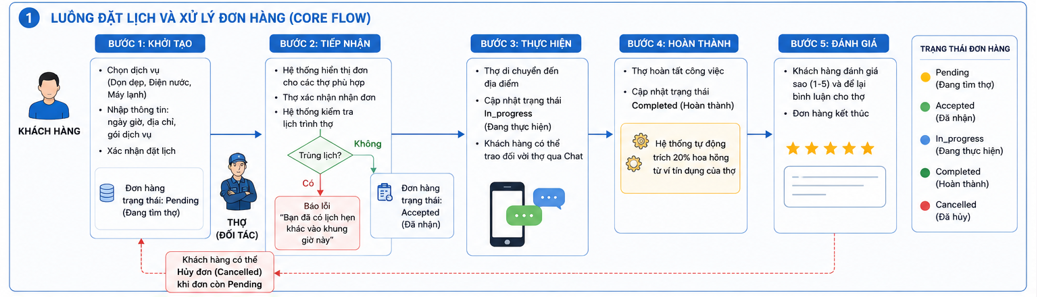 1 LUÔNG ĐẶT LỊCH VÀ XỬ LÝ ĐƠN HÀNG (CORE FLOW)
KHÁCH HÀNG
BƯỚC 1: KHỞI TẠO
• Chọn dịch vụ
(Dọn dẹp, Điện nước,
Máy lạnh)
• Nhập thông tin:
ngày giờ, địa chỉ,
gói dịch vụ
• Xác nhận đặt lịch
Đơn hàng
trạng thái: Pending
(Đang tìm thợ)
THỢ
(ĐỐI TÁC)
BƯỚC 2: TIẾP NHẬN
• Hệ thống hiển thị đơn
cho các thợ phù hợp
• Thợ xác nhận nhận đơn
• Hệ thống kiểm tra
lịch trình thợ
Trùng lịch?
Không
Có
Báo lỗi
“Bạn đã có lịch hẹn
khác vào khung
giờ này”
Đơn hàng
trạng thái:
Accepted
(Đã nhận)
BƯỚC 3: THỰC HIỆN
• Thợ di chuyển đến
địa điểm
• Cập nhật trạng thái
In_progress
(Đang thực hiện)
• Khách hàng có thể
trao đổi với thợ qua Chat
BƯỚC 4: HOÀN THÀNH
• Thợ hoàn tất công việc
• Cập nhật trạng thái
Completed (Hoàn thành)
Hệ thống tự động
trích 20% hoa hồng
từ ví tín dụng của thợ
BƯỚC 5: ĐÁNH GIÁ
• Khách hàng đánh giá
sao (1-5) và để lại
bình luận cho thợ
• Đơn hàng kết thúc
TRẠNG THÁI ĐƠN HÀNG
Pending
(Đang tìm thợ)
Accepted
(Đã nhận)
In_progress
(Đang thực hiện)
Completed
(Hoàn thành)
Cancelled
(Đã hủy)
Khách hàng có thể
Hủy đơn (Cancelled)
khi đơn còn Pending